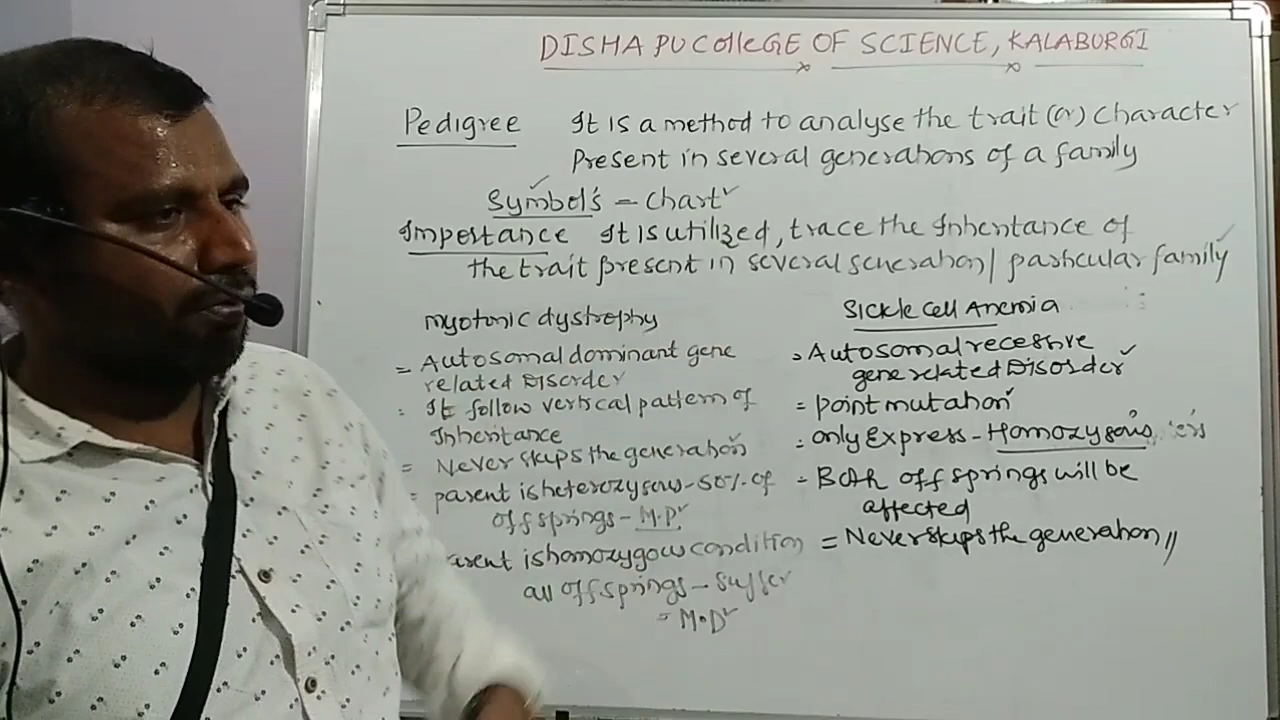 DISHA PU COllEGE OF SCIENCE, KALABURGI
Pedigree It is a method to analyse the trait (or) character
Present in several generations of a family
Symbol's - chart
Importance It is utilized, trace the Inheritance of
the trait present in several generation/ particular family
myotonic dystrophy
= Autosomal dominant gene
related Disorder
= It follow vertical pattern of
Inheritance
= Never skips the generation
= parent is heterozygous - 50% of
offsprings - M.D
parent is homozygous condition
all offsprings - suffer
= M.D
Sickle cell Anemia
= Autosomal recessive
gene related Disorder
= point mutation
= only Express - Homozygous
= Both offsprings will be
affected
= Never skips the generation //